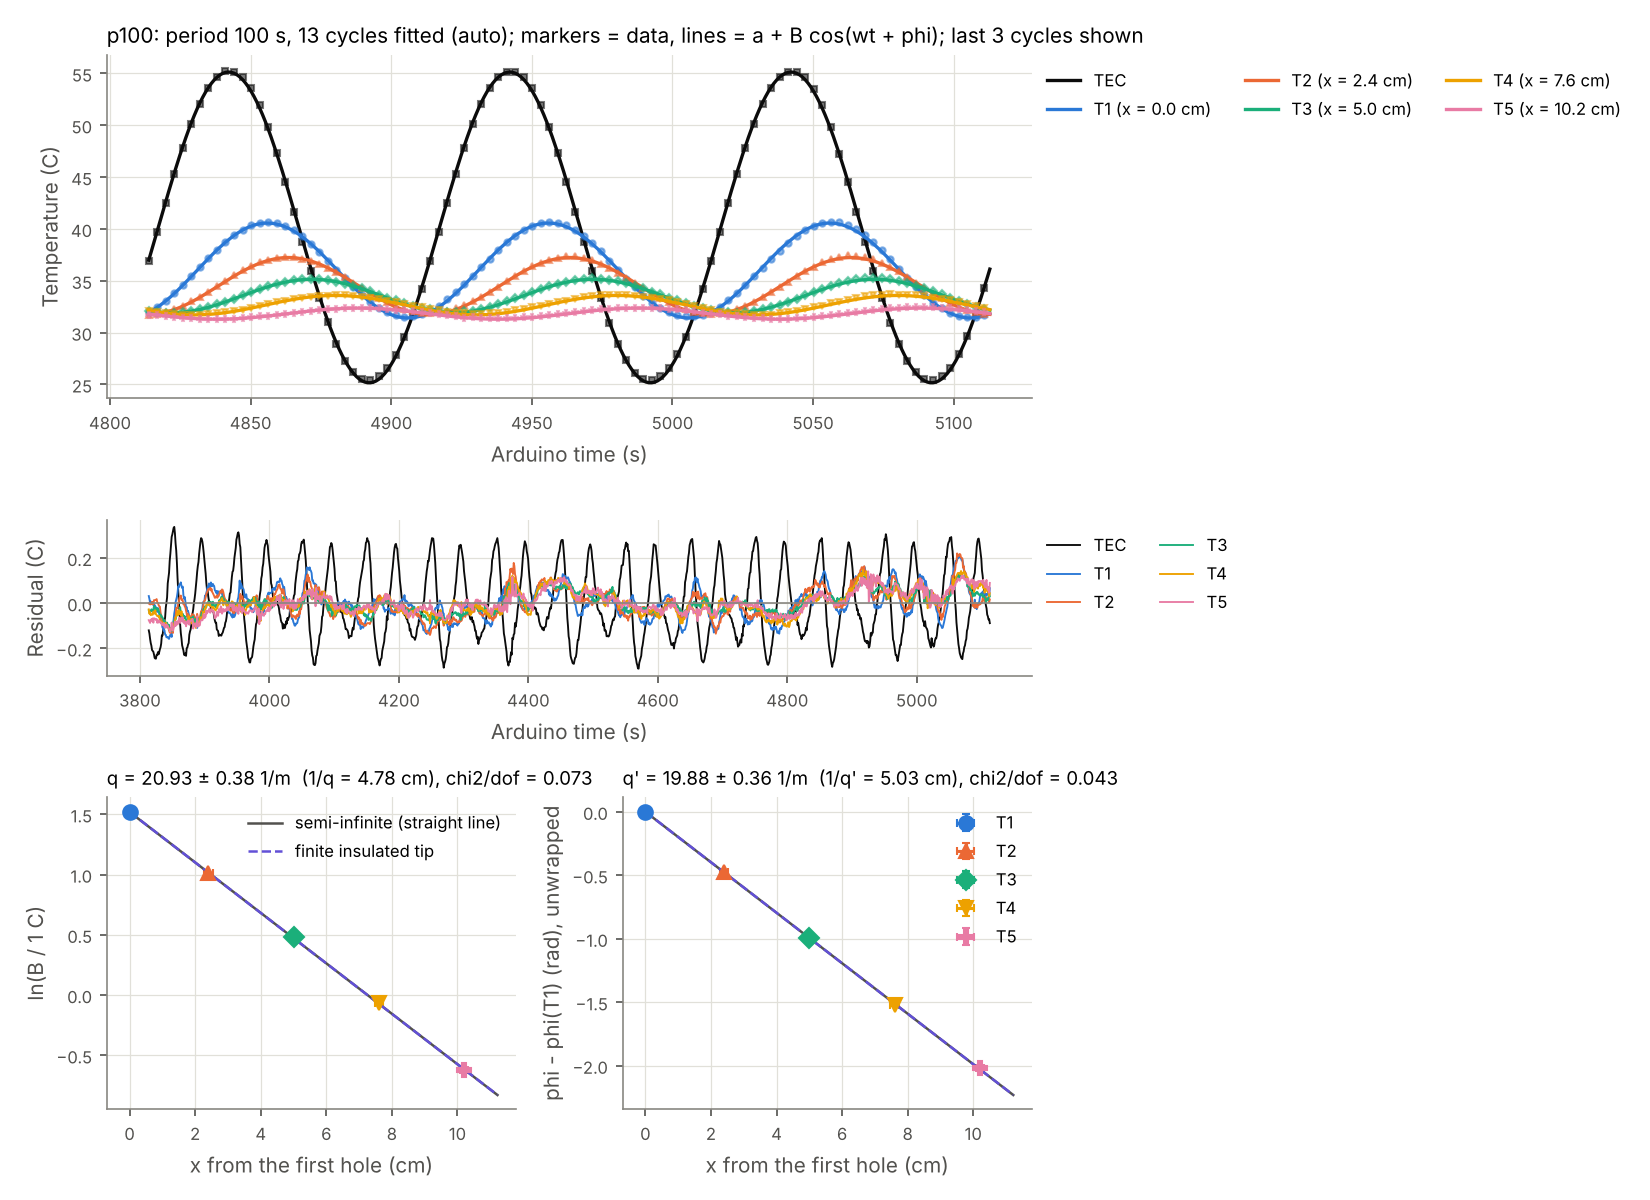 p100: period 100 s, 13 cycles fitted (auto); markers = data, lines = a + B cos(wt + phi); last 3 cycles shown
Temperature (C)
55
50
45
40
35
30
25
4800 4850 4900 4950 5000 5050 5100
Arduino time (s)
TEC T2 (x = 2.4 cm) T4 (x = 7.6 cm)
T1 (x = 0.0 cm) T3 (x = 5.0 cm) T5 (x = 10.2 cm)
Residual (C)
0.2
0.0
−0.2
3800 4000 4200 4400 4600 4800 5000
Arduino time (s)
TEC T3
T1 T4
T2 T5
q = 20.93 ± 0.38 1/m (1/q = 4.78 cm), chi2/dof = 0.073
ln(B / 1 C)
1.5
1.0
0.5
0.0
−0.5
semi-infinite (straight line)
finite insulated tip
0 2 4 6 8 10
x from the first hole (cm)
q' = 19.88 ± 0.36 1/m (1/q' = 5.03 cm), chi2/dof = 0.043
phi - phi(T1) (rad), unwrapped
0.0
−0.5
−1.0
−1.5
−2.0
T1
T2
T3
T4
T5
0 2 4 6 8 10
x from the first hole (cm)